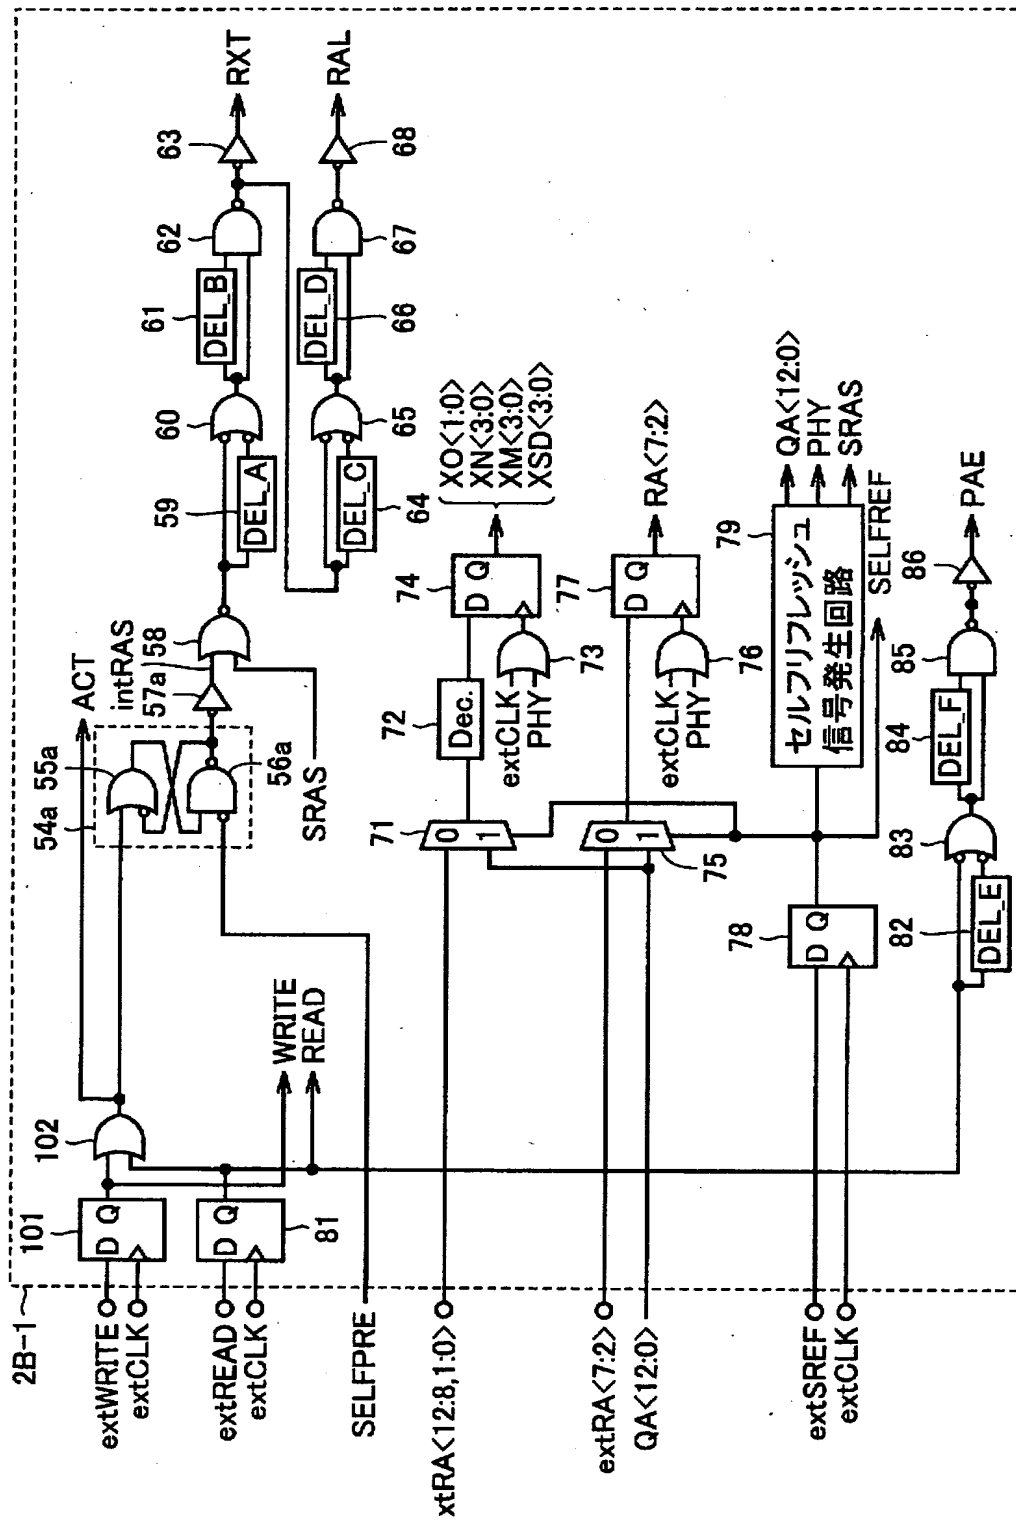 2B-1
extWRITE
extCLK
101
D Q
102
ACT
54a
55a
intRAS
57a
58
56a
SRAS
59
DEL_A
60
61
DEL_B
62
63
RXT
extREAD
extCLK
D Q
81
WRITE
READ
64
DEL_C
65
66
DEL_D
67
68
RAL
SELFPRE
xtRA<12:8,1:0>
71
0
1
72
Dec.
extCLK
PHY
73
74
D Q
XO<1:0>
XN<3:0>
XM<3:0>
XSD<3:0>
extRA<7:2>
QA<12:0>
0
1
75
extCLK
PHY
76
77
D Q
RA<7:2>
extSREF
extCLK
78
D Q
79
セルフリフレッシュ
信号発生回路
QA<12:0>
PHY
SRAS
SELFREF
82
DEL_E
83
84
DEL_F
85
86
PAE